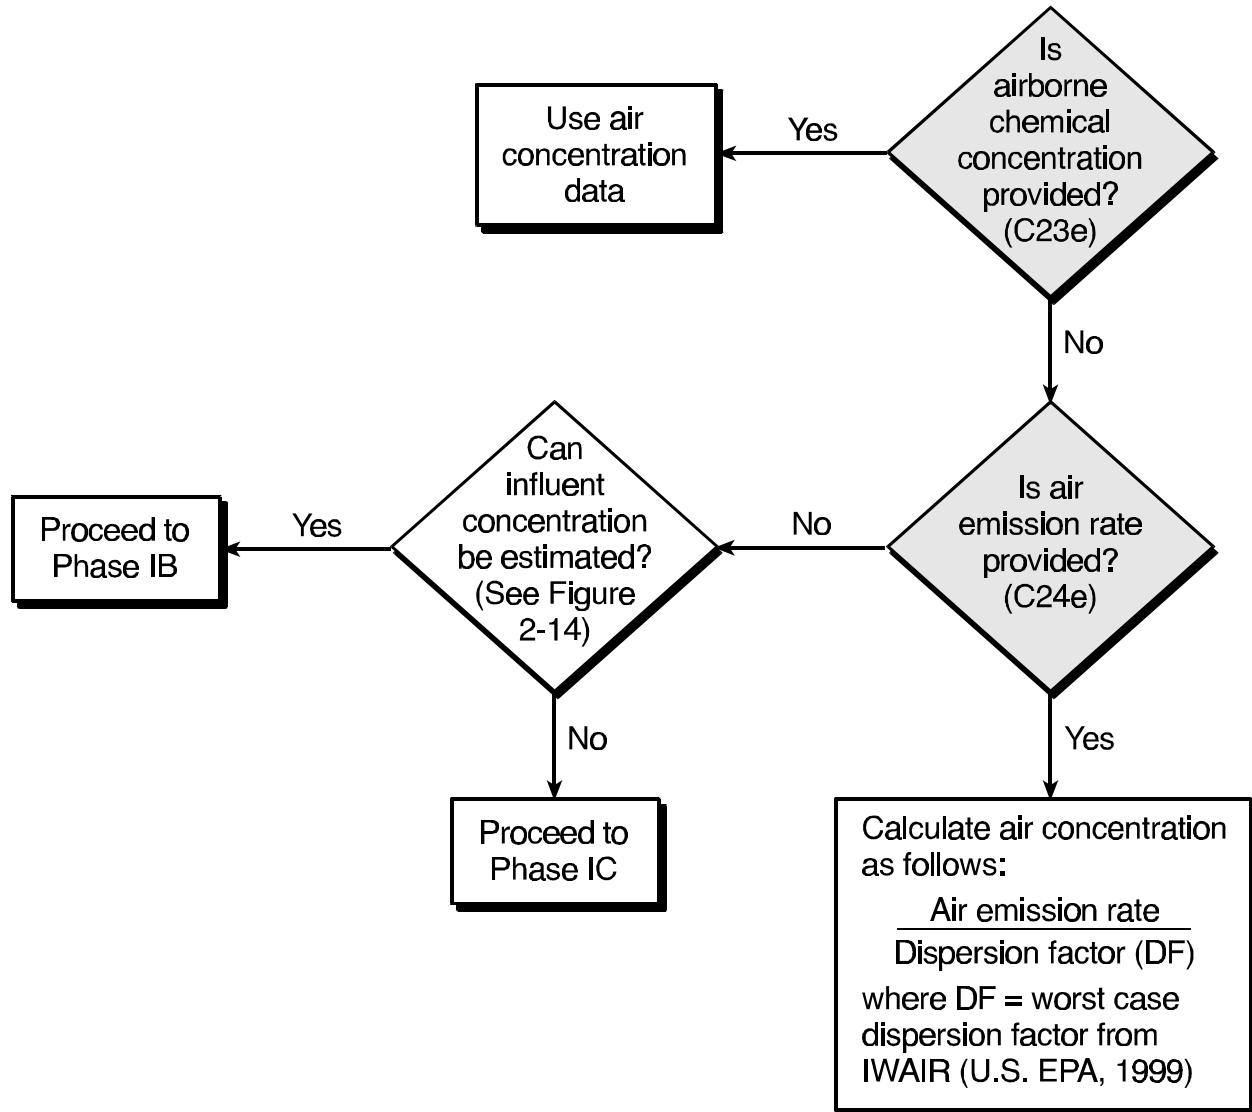 Is
airborne
chemical
concentration
provided?
(C23e)
Yes
Use air
concentration
data
No
Is air
emission rate
provided?
(C24e)
No
Can
influent
concentration
be estimated?
(See Figure
2-14)
Yes
Proceed to
Phase IB
No
Proceed to
Phase IC
Yes
Calculate air concentration
as follows:
Air emission rate
Dispersion factor (DF)
where DF = worst case
dispersion factor from
IWAIR (U.S. EPA, 1999)